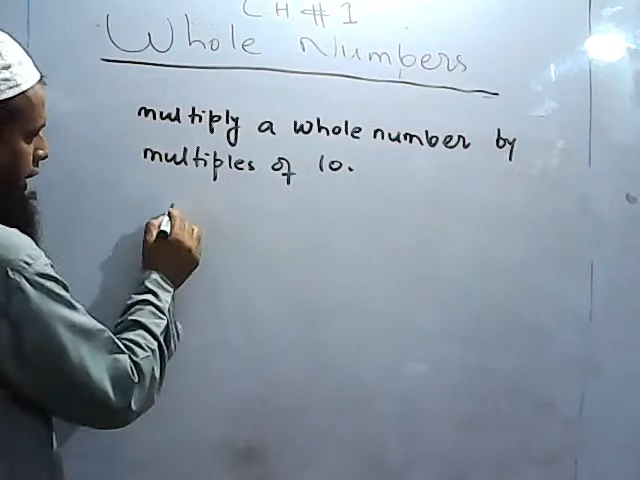 CH # 1
Whole Numbers
multiply a whole number by
multiples of 10.